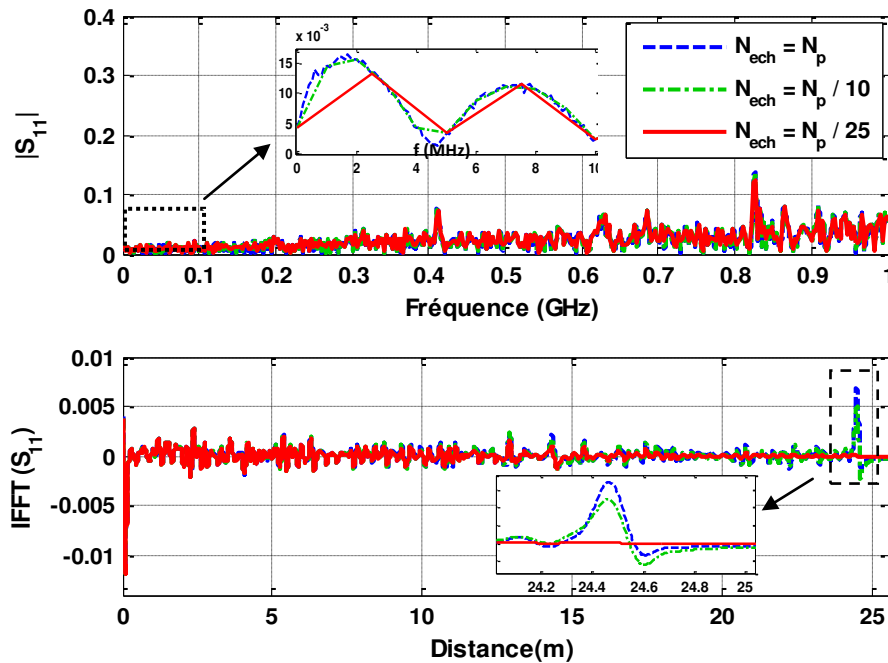 0.4
0.3
0.2
0.1
0
|S11|
x 10 -3
15
10
5
0
0 2 4 6 8 10
f (MHz)
Nech = Np
Nech = Np / 10
Nech = Np / 25
0 0.1 0.2 0.3 0.4 0.5 0.6 0.7 0.8 0.9 1
Fréquence (GHz)
0.01
0.005
0
-0.005
-0.01
IFFT (S11)
24.2 24.4 24.6 24.8 25
0 5 10 15 20 25
Distance(m)